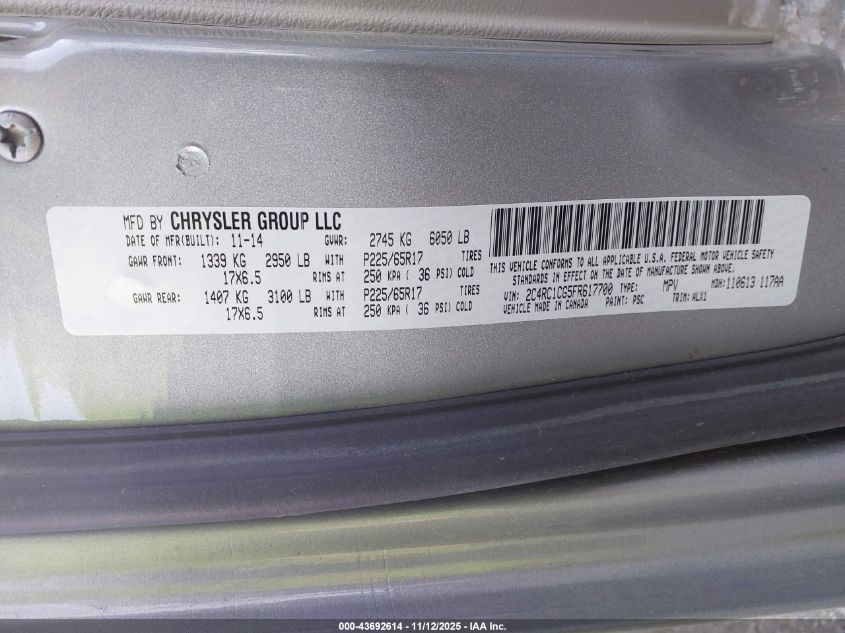 MFD BY CHRYSLER GROUP LLC
DATE OF MFR(BUILT): 11-14 GVWR: 2745 KG 6050 LB
GAWR FRONT: 1339 KG 2950 LB WITH P225/65R17 TIRES
17X6.5 RIMS AT 250 KPA ( 36 PSI) COLD
GAWR REAR: 1407 KG 3100 LB WITH P225/65R17 TIRES
17X6.5 RIMS AT 250 KPA ( 36 PSI) COLD
THIS VEHICLE CONFORMS TO ALL APPLICABLE U.S.A. FEDERAL MOTOR VEHICLE SAFETY
STANDARDS IN EFFECT ON THE DATE OF MANUFACTURE SHOWN ABOVE.
VIN: 2C4RC1CG5FR617700 TYPE: MPV MDH: 110613 117AA
VEHICLE MADE IN CANADA PAINT: PSC TRIM: ALX1
000-43692614 - 11/12/2025 - IAA Inc.